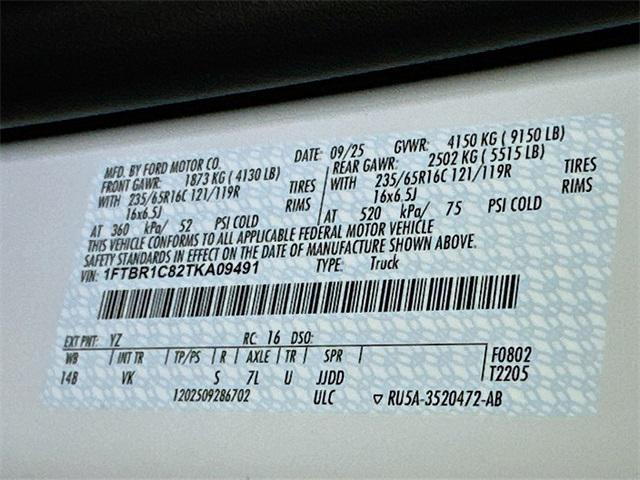 MFD. BY FORD MOTOR CO.
DATE: 09/25 GVWR: 4150 KG ( 9150 LB)
FRONT GAWR: 1873 KG ( 4130 LB)
WITH 235/65R16C 121/119R TIRES
16x6.5J RIMS
AT 360 kPa/ 52 PSI COLD
REAR GAWR: 2502 KG ( 5515 LB)
WITH 235/65R16C 121/119R TIRES
16x6.5J RIMS
AT 520 kPa/ 75 PSI COLD
THIS VEHICLE CONFORMS TO ALL APPLICABLE FEDERAL MOTOR VEHICLE
SAFETY STANDARDS IN EFFECT ON THE DATE OF MANUFACTURE SHOWN ABOVE.
VIN: 1FTBR1C82TKA09491 TYPE: Truck
EXT PNT: YZ RC: 16 DSO:
WB INT TR TP/PS R AXLE TR SPR
148 VK S 7L U JJDD
F0802
T2205
1202509286702 ULC ▽ RU5A-3520472-AB